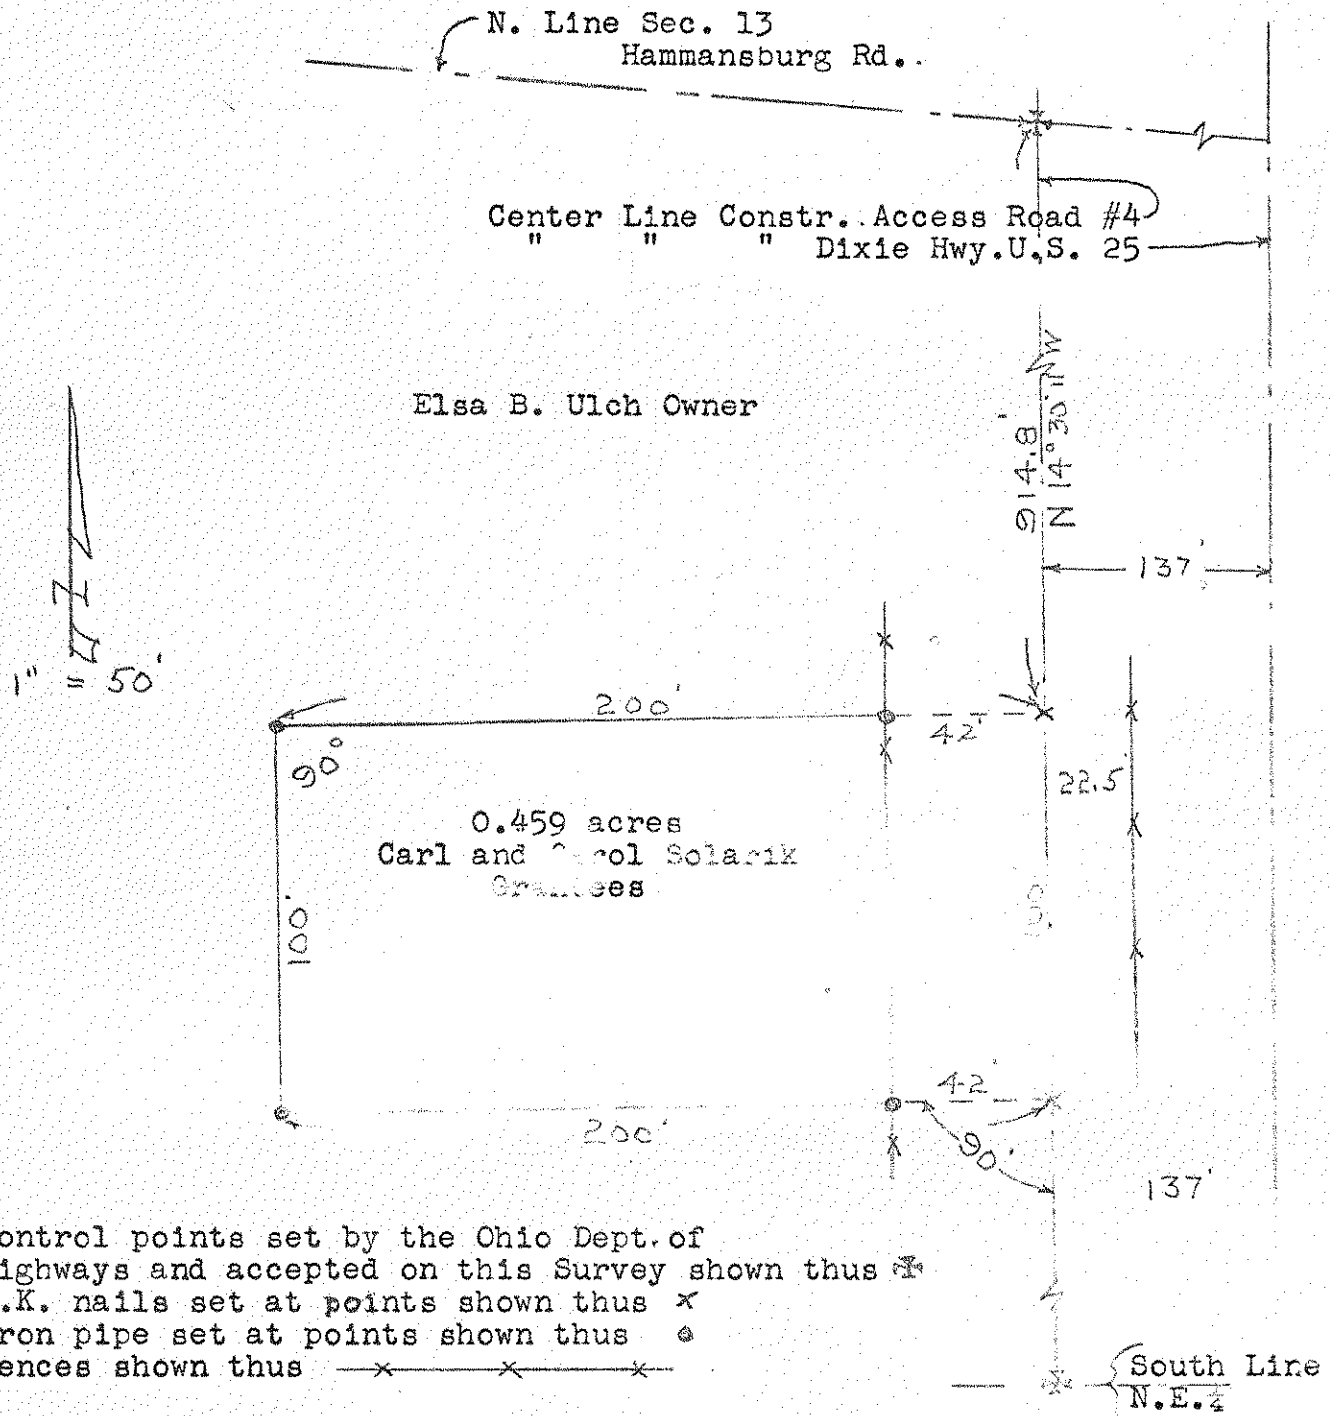 N. Line Sec. 13
Hammansburg Rd..
Center Line Constr. Access Road #4
" " " Dixie Hwy.U.S. 25
Elsa B. Ulch Owner
914.8'
N 14° 30' 11" W
137'
N
1" = 50'
200'
42'
90°
22.5'
0.459 acres
Carl and Carol Solarik
Grantees
100'
42'
200'
90'
137'
ontrol points set by the Ohio Dept. of
ighways and accepted on this Survey shown thus
.K. nails set at points shown thus x
ron pipe set at points shown thus
ences shown thus
South Line
N.E.¼